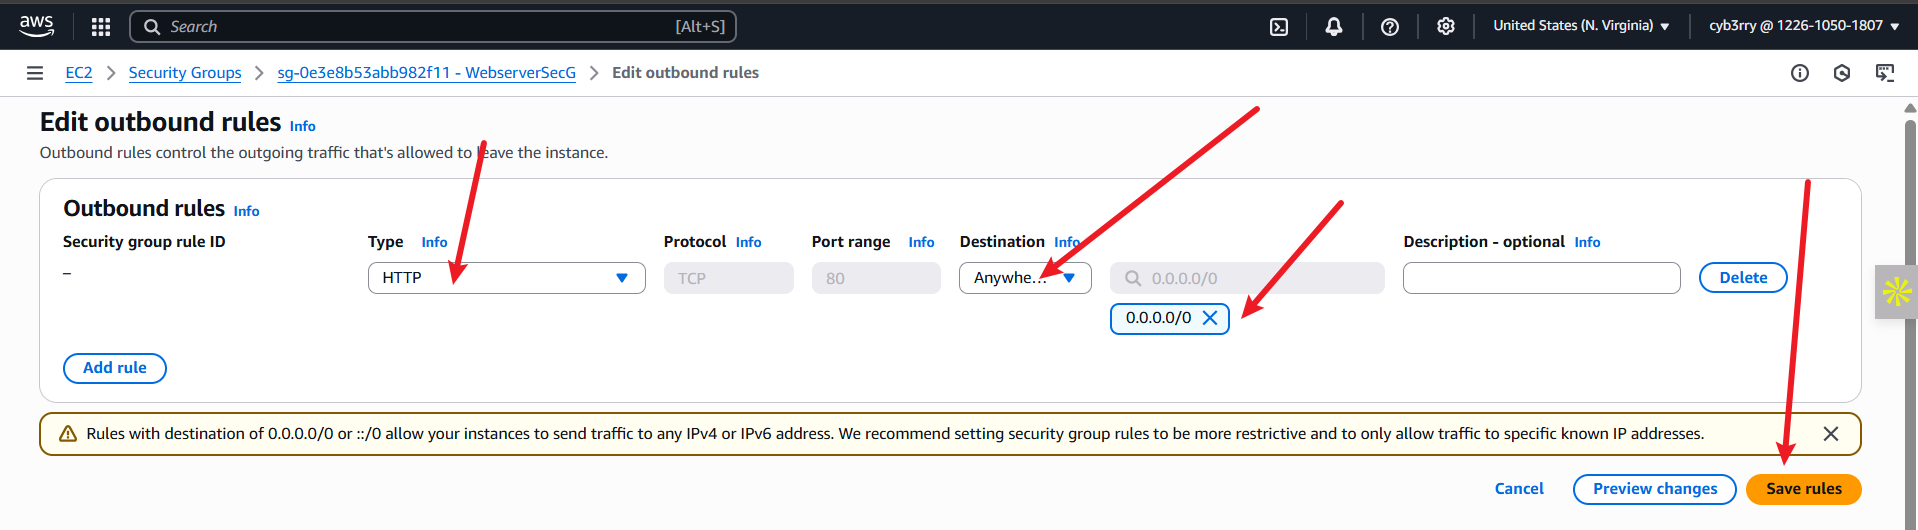 aws
Search [Alt+S]
United States (N. Virginia)
cyb3rry @ 1226-1050-1807
EC2 > Security Groups > sg-0e3e8b53abb982f11 - WebserverSecG > Edit outbound rules
Edit outbound rules Info
Outbound rules control the outgoing traffic that's allowed to leave the instance.
Outbound rules Info
Security group rule ID
Type Info
Protocol Info
Port range Info
Destination Info
Description - optional Info
–
HTTP
TCP
80
Anywhe...
0.0.0.0/0
Delete
0.0.0.0/0
Add rule
Rules with destination of 0.0.0.0/0 or ::/0 allow your instances to send traffic to any IPv4 or IPv6 address. We recommend setting security group rules to be more restrictive and to only allow traffic to specific known IP addresses.
Cancel
Preview changes
Save rules